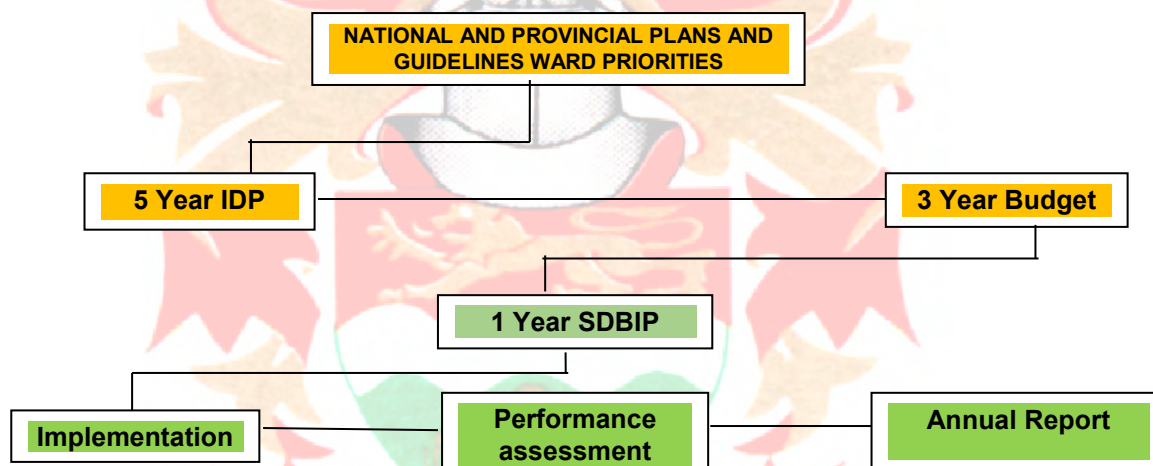 NATIONAL AND PROVINCIAL PLANS AND
GUIDELINES WARD PRIORITIES
5 Year IDP
3 Year Budget
1 Year SDBIP
Implementation
Performance
assessment
Annual Report